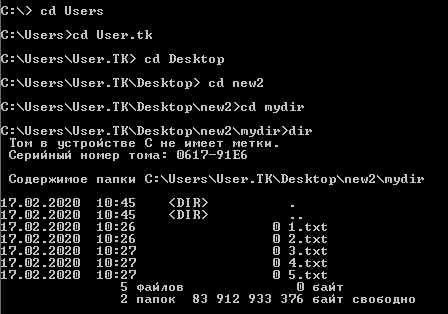 C:\> cd Users
C:\Users>cd User.tk
C:\Users\User.TK> cd Desktop
C:\Users\User.TK\Desktop> cd new2
C:\Users\User.TK\Desktop\new2>cd mydir
C:\Users\User.TK\Desktop\new2\mydir>dir
Том в устройстве C не имеет метки.
Серийный номер тома: 0617-91E6
Содержимое папки C:\Users\User.TK\Desktop\new2\mydir
17.02.2020 10:45 <DIR> .
17.02.2020 10:45 <DIR> ..
17.02.2020 10:26 0 1.txt
17.02.2020 10:26 0 2.txt
17.02.2020 10:27 0 3.txt
17.02.2020 10:27 0 4.txt
17.02.2020 10:27 0 5.txt
5 файлов 0 байт
2 папок 83 912 933 376 байт свободно